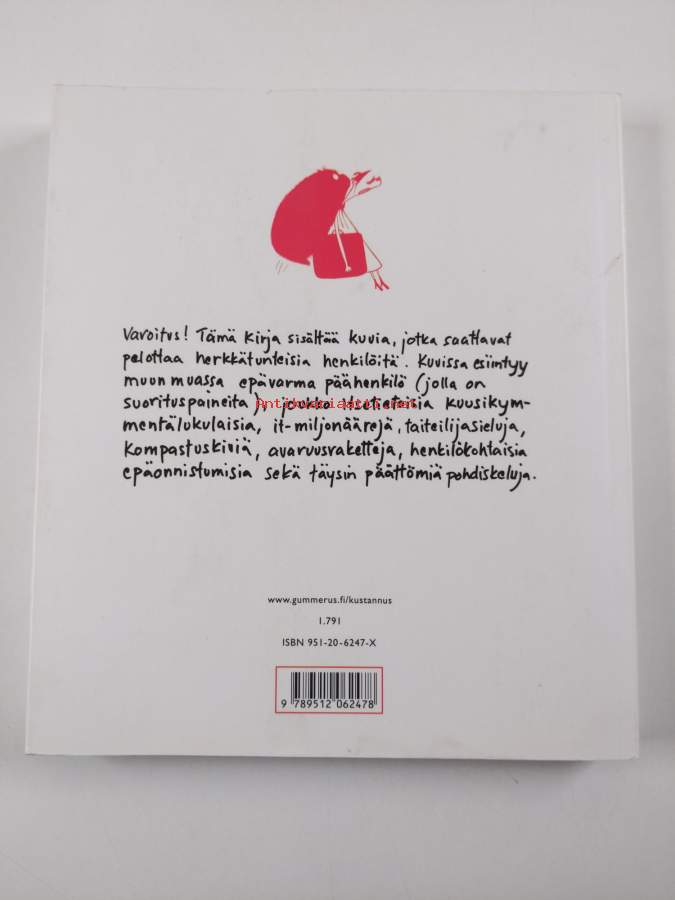 Varoitus! Tämä kirja sisältää kuvia, jotka saattavat
pelottaa herkkätunteisia henkilöitä. Kuvissa esiintyy
muun muassa epävarma päähenkilö (jolla on
suorituspaineita), joukko itsetietoisia kuusikym-
mentälukulaisia, it-miljonäärejä, taiteilijasieluja,
kompastuskiviä, avaruusraketteja, henkilökohtaisia
epäonnistumisia sekä täysin päättömiä pohdiskeluja.
www.gummerus.fi/kustannus
1.791
ISBN 951-20-6247-X
9 789512 062478